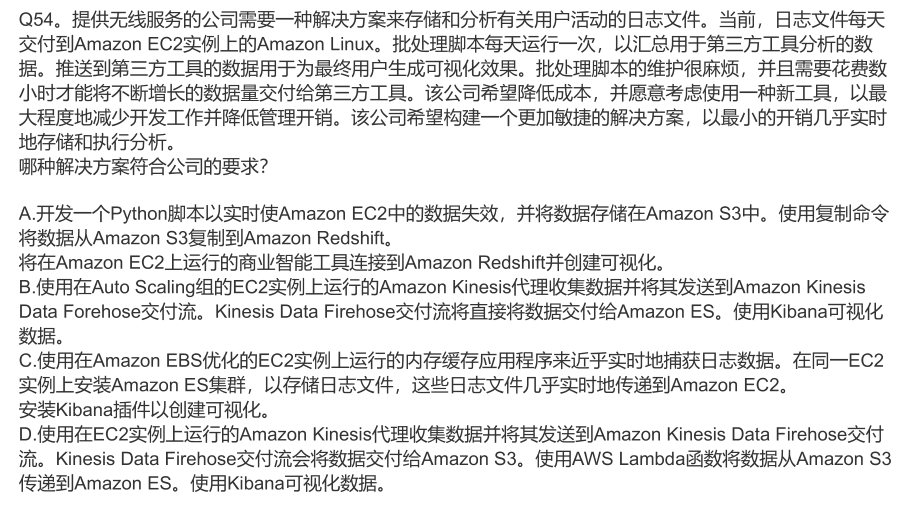 Q54。提供无线服务的公司需要一种解决方案来存储和分析有关用户活动的日志文件。当前，日志文件每天
交付到Amazon EC2实例上的Amazon Linux。批处理脚本每天运行一次，以汇总用于第三方工具分析的数
据。推送到第三方工具的数据用于为最终用户生成可视化效果。批处理脚本的维护很麻烦，并且需要花费数
小时才能将不断增长的数据量交付给第三方工具。该公司希望降低成本，并愿意考虑使用一种新工具，以最
大程度地减少开发工作并降低管理开销。该公司希望构建一个更加敏捷的解决方案，以最小的开销几乎实时
地存储和执行分析。
哪种解决方案符合公司的要求？
A.开发一个Python脚本以实时使Amazon EC2中的数据失效，并将数据存储在Amazon S3中。使用复制命令
将数据从Amazon S3复制到Amazon Redshift。
将在Amazon EC2上运行的商业智能工具连接到Amazon Redshift并创建可视化。
B.使用在Auto Scaling组的EC2实例上运行的Amazon Kinesis代理收集数据并将其发送到Amazon Kinesis
Data Forehose交付流。Kinesis Data Firehose交付流将直接将数据交付给Amazon ES。使用Kibana可视化
数据。
C.使用在Amazon EBS优化的EC2实例上运行的内存缓存应用程序来近乎实时地捕获日志数据。在同一EC2
实例上安装Amazon ES集群，以存储日志文件，这些日志文件几乎实时地传递到Amazon EC2。
安装Kibana插件以创建可视化。
D.使用在EC2实例上运行的Amazon Kinesis代理收集数据并将其发送到Amazon Kinesis Data Firehose交付
流。Kinesis Data Firehose交付流会将数据交付给Amazon S3。使用AWS Lambda函数将数据从Amazon S3
传递到Amazon ES。使用Kibana可视化数据。